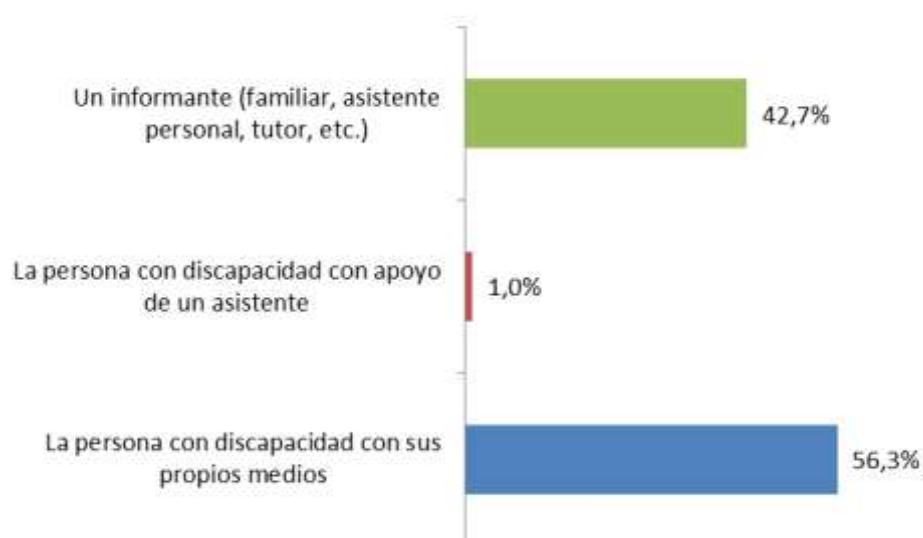 Un informante (familiar, asistente
personal, tutor, etc.)
42,7%
La persona con discapacidad con apoyo
de un asistente
1,0%
La persona con discapacidad con sus
propios medios
56,3%